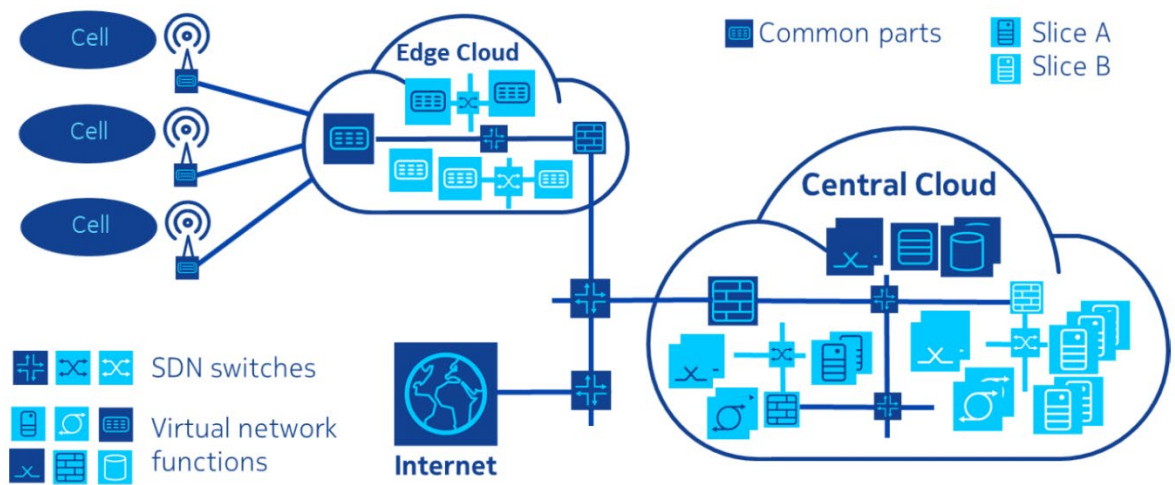 Cell
Cell
Cell
Edge Cloud
Common parts
Slice A
Slice B
Central Cloud
SDN switches
Virtual network
functions
Internet